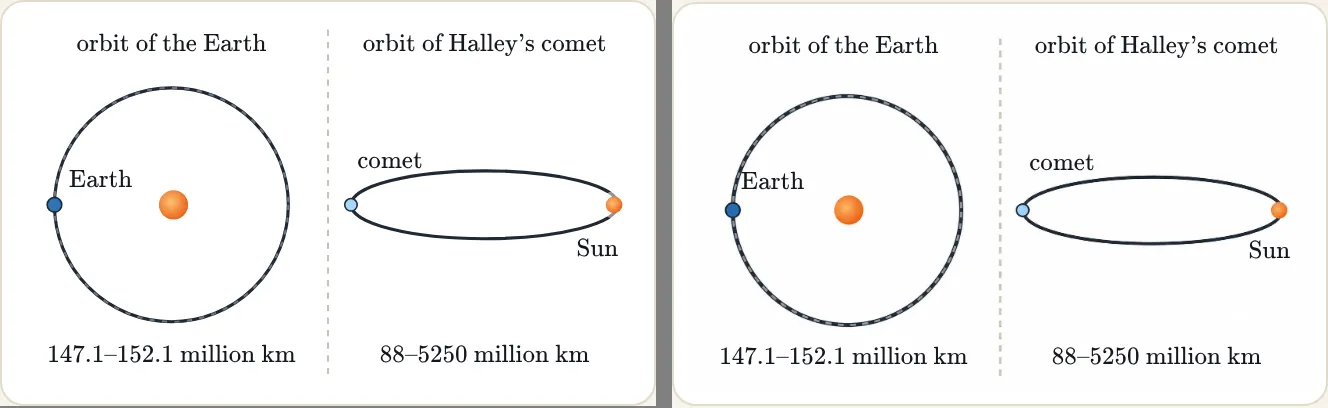 orbit of the Earth
orbit of Halley's comet
Earth
comet
Sun
147.1–152.1 million km
88–5250 million km
orbit of the Earth
orbit of Halley's comet
Earth
comet
Sun
147.1–152.1 million km
88–5250 million km